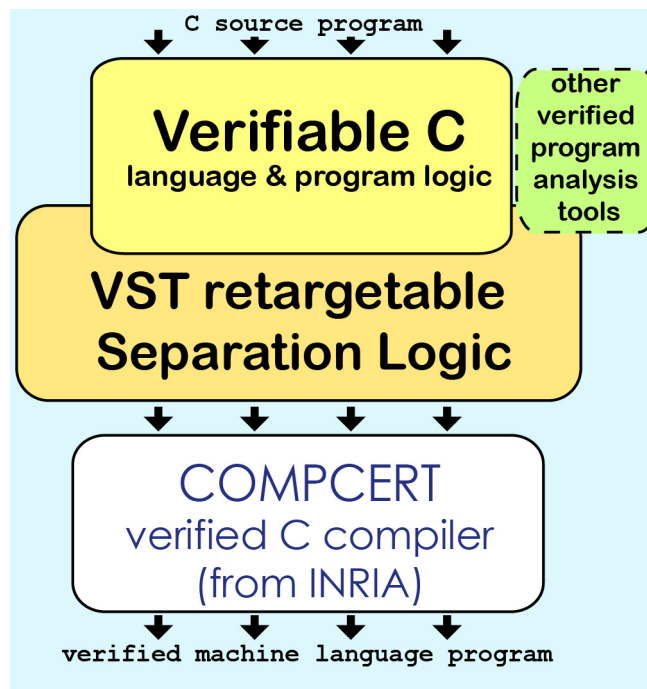 C source program
Verifiable C
language & program logic
other
verified
program
analysis
tools
VST retargetable
Separation Logic
COMPCERT
verified C compiler
(from INRIA)
verified machine language program